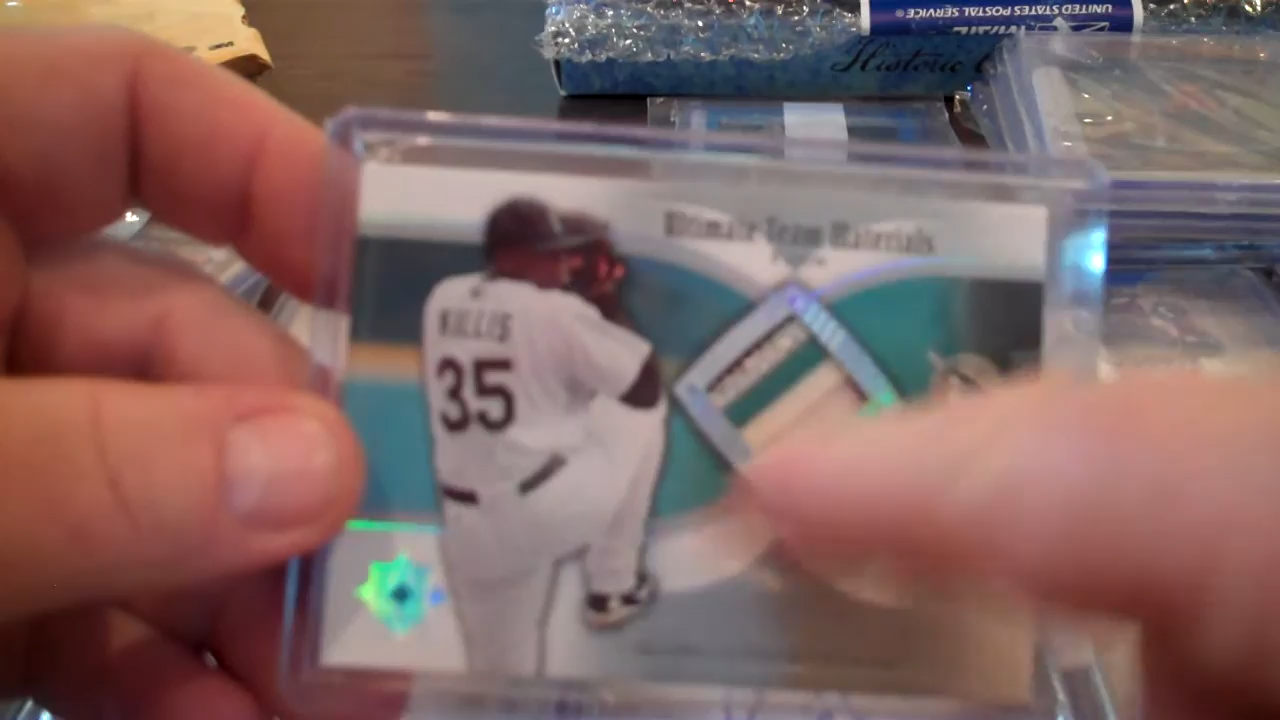 UNITED STATES POSTAL SERVICE®
Historic
Ultimate Team Materials
WILLIS
35